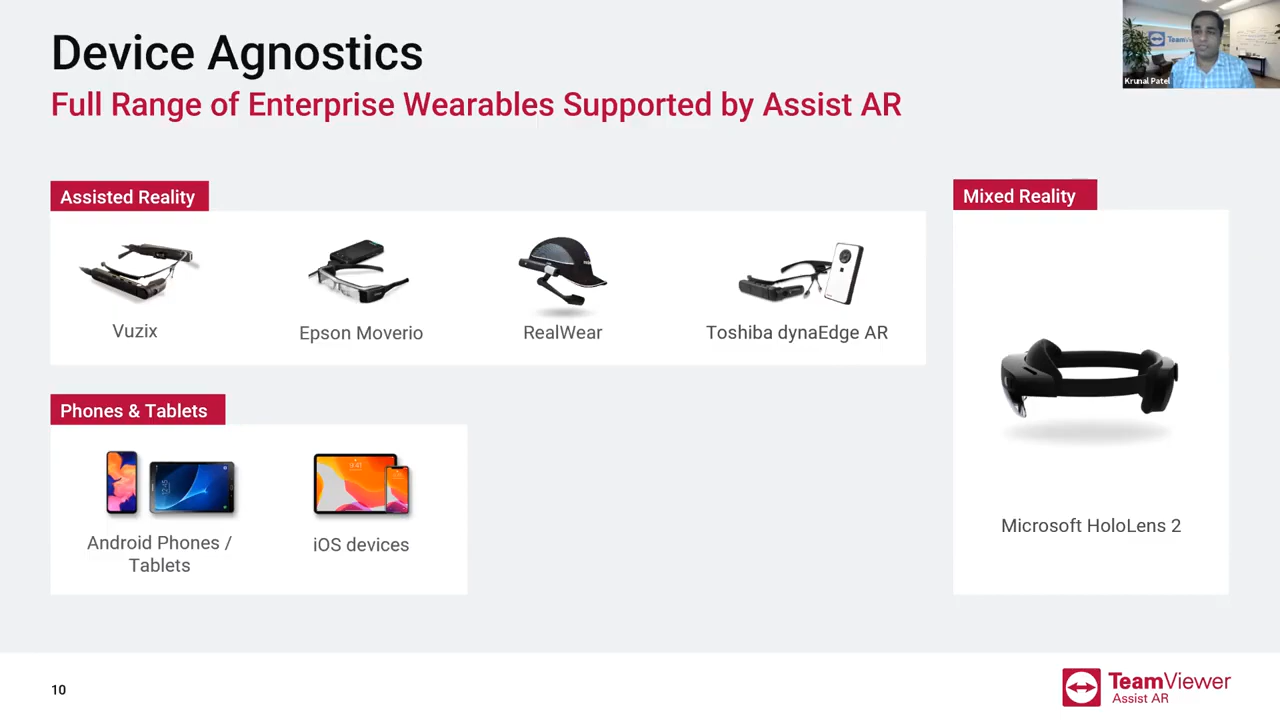 Device Agnostics
Full Range of Enterprise Wearables Supported by Assist AR
TeamViewer
Krunal Patel
Assisted Reality
Mixed Reality
Vuzix
Epson Moverio
RealWear
Toshiba dynaEdge AR
Phones & Tablets
Android Phones /
Tablets
iOS devices
Microsoft HoloLens 2
10
TeamViewer
Assist AR